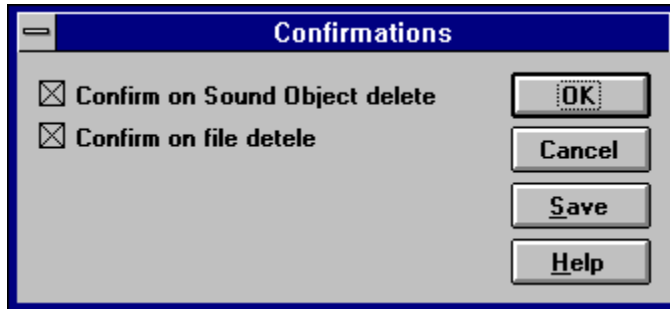 Confirmations
Confirm on Sound Object delete
Confirm on file detele
OK
Cancel
Save
Help